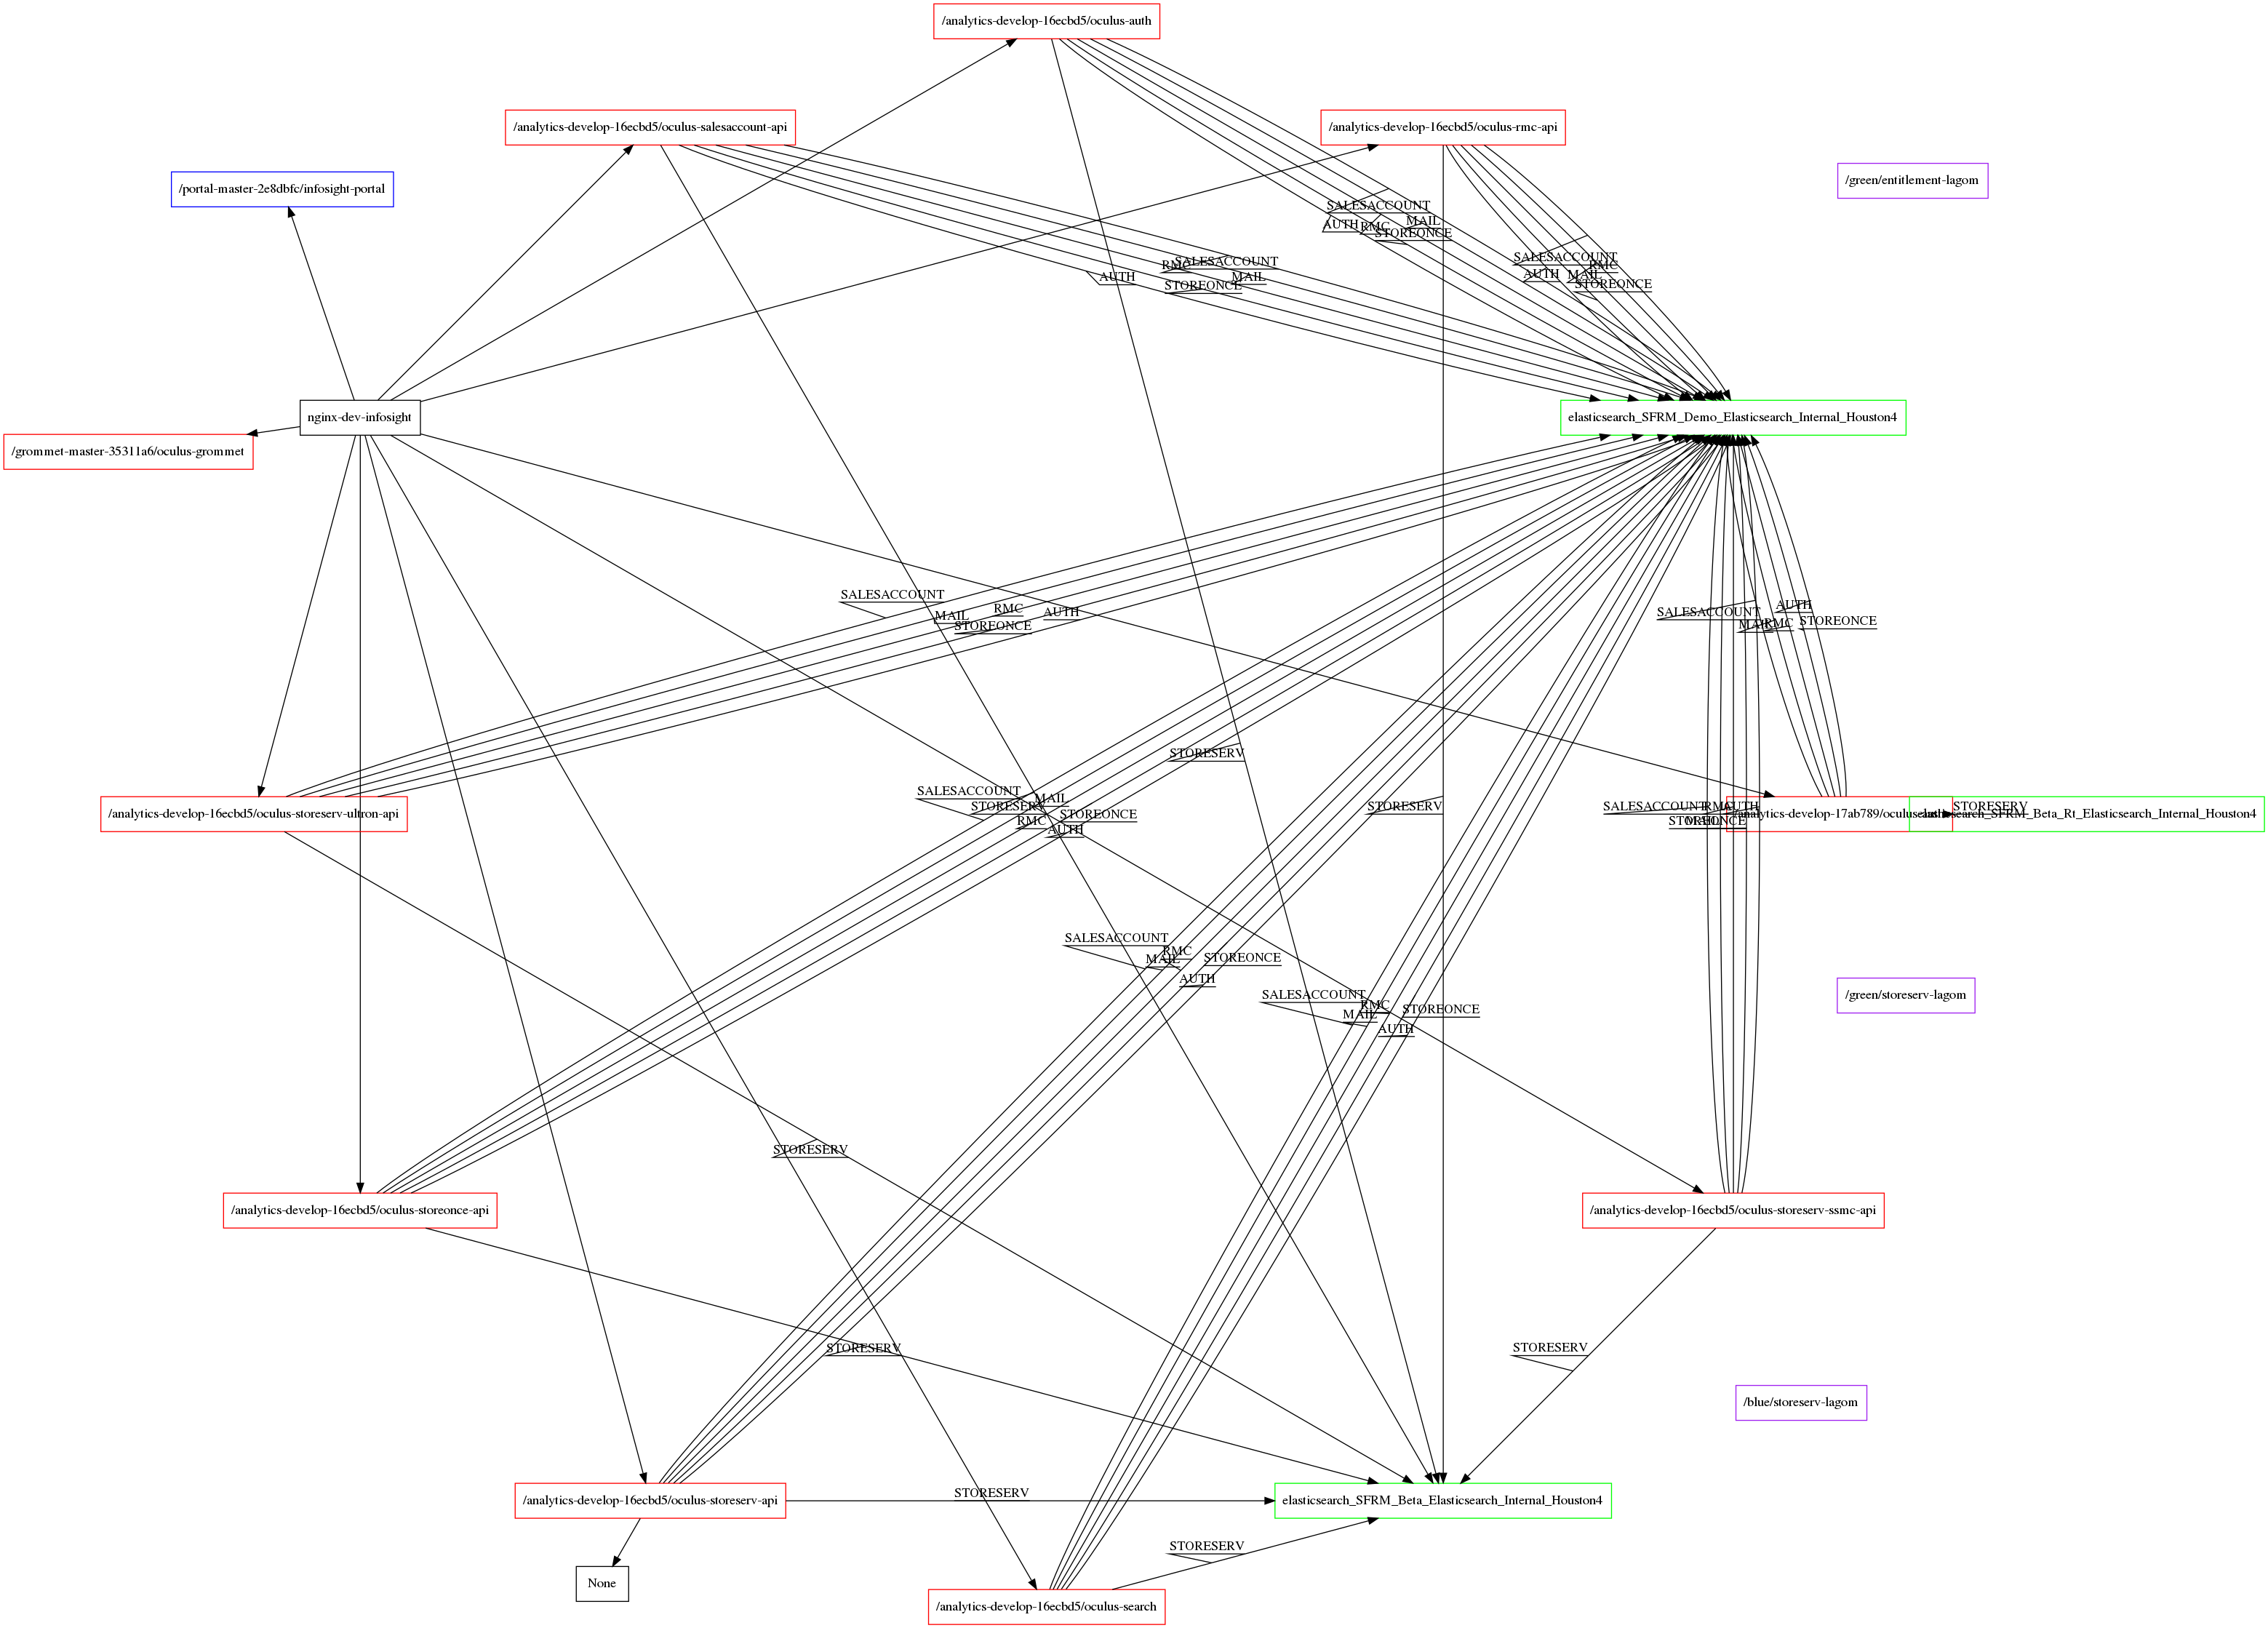 /analytics-develop-16ecbd5/oculus-auth
/analytics-develop-16ecbd5/oculus-salesaccount-api
/analytics-develop-16ecbd5/oculus-rmc-api
/portal-master-2e8dbfc/infosight-portal
/green/entitlement-lagom
SALESACCOUNT
AUTH
RMC
MAIL
STOREONCE
SALESACCOUNT
RMC
AUTH
MAIL
STOREONCE
RMC
SALESACCOUNT
AUTH
MAIL
STOREONCE
nginx-dev-infosight
elasticsearch_SFRM_Demo_Elasticsearch_Internal_Houston4
/grommet-master-35311a6/oculus-grommet
SALESACCOUNT
MAIL
RMC
AUTH
STOREONCE
SALESACCOUNT
AUTH
MAIL
RMC
STOREONCE
STORESERV
SALESACCOUNT
STORESERV
MAIL
RMC
STOREONCE
AUTH
STORESERV
SALESACCOUNT
RMC
AUTH
STOREONCE
MAIL
STORESERV
/analytics-develop-16ecbd5/oculus-storeserv-ultron-api
/analytics-develop-17ab789/oculus-auth
elasticsearch_SFRM_Beta_Rt_Elasticsearch_Internal_Houston4
SALESACCOUNT
RMC
MAIL
STOREONCE
AUTH
SALESACCOUNT
RMC
MAIL
STOREONCE
AUTH
/green/storeserv-lagom
STORESERV
/analytics-develop-16ecbd5/oculus-storeonce-api
/analytics-develop-16ecbd5/oculus-storeserv-ssmc-api
STORESERV
STORESERV
/blue/storeserv-lagom
/analytics-develop-16ecbd5/oculus-storeserv-api
STORESERV
elasticsearch_SFRM_Beta_Elasticsearch_Internal_Houston4
STORESERV
None
/analytics-develop-16ecbd5/oculus-search